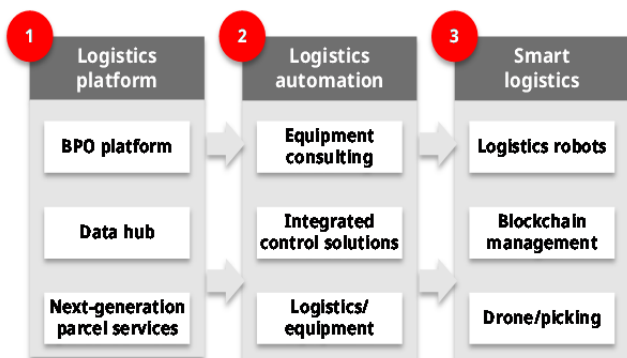 1
Logistics
platform
BPO platform
Data hub
Next-generation
parcel services
2
Logistics
automation
Equipment
consulting
Integrated
control solutions
Logistics/
equipment
3
Smart
logistics
Logistics robots
Blockchain
management
Drone/picking